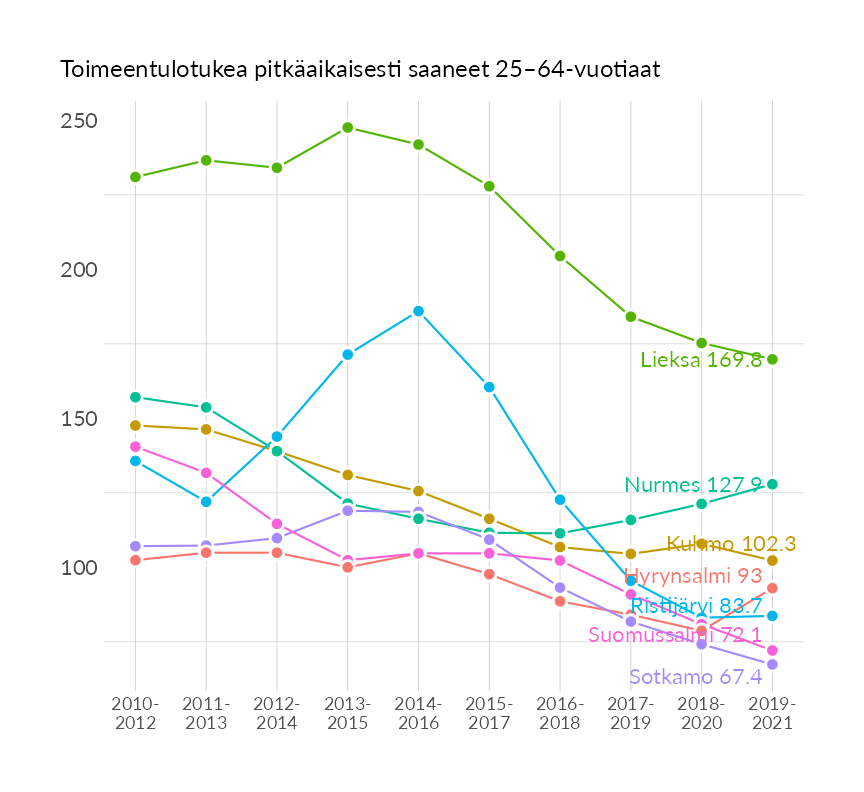 Toimeentulotukea pitkäaikaisesti saaneet 25–64-vuotiaat
250
200
150
100
Lieksa 169.8
Nurmes 127.9
Kuhmo 102.3
Hyrynsalmi 93
Ristijärvi 83.7
Suomussalmi 72.1
Sotkamo 67.4
2010- 2011- 2012- 2013- 2014- 2015- 2016- 2017- 2018- 2019-
2012 2013 2014 2015 2016 2017 2018 2019 2020 2021